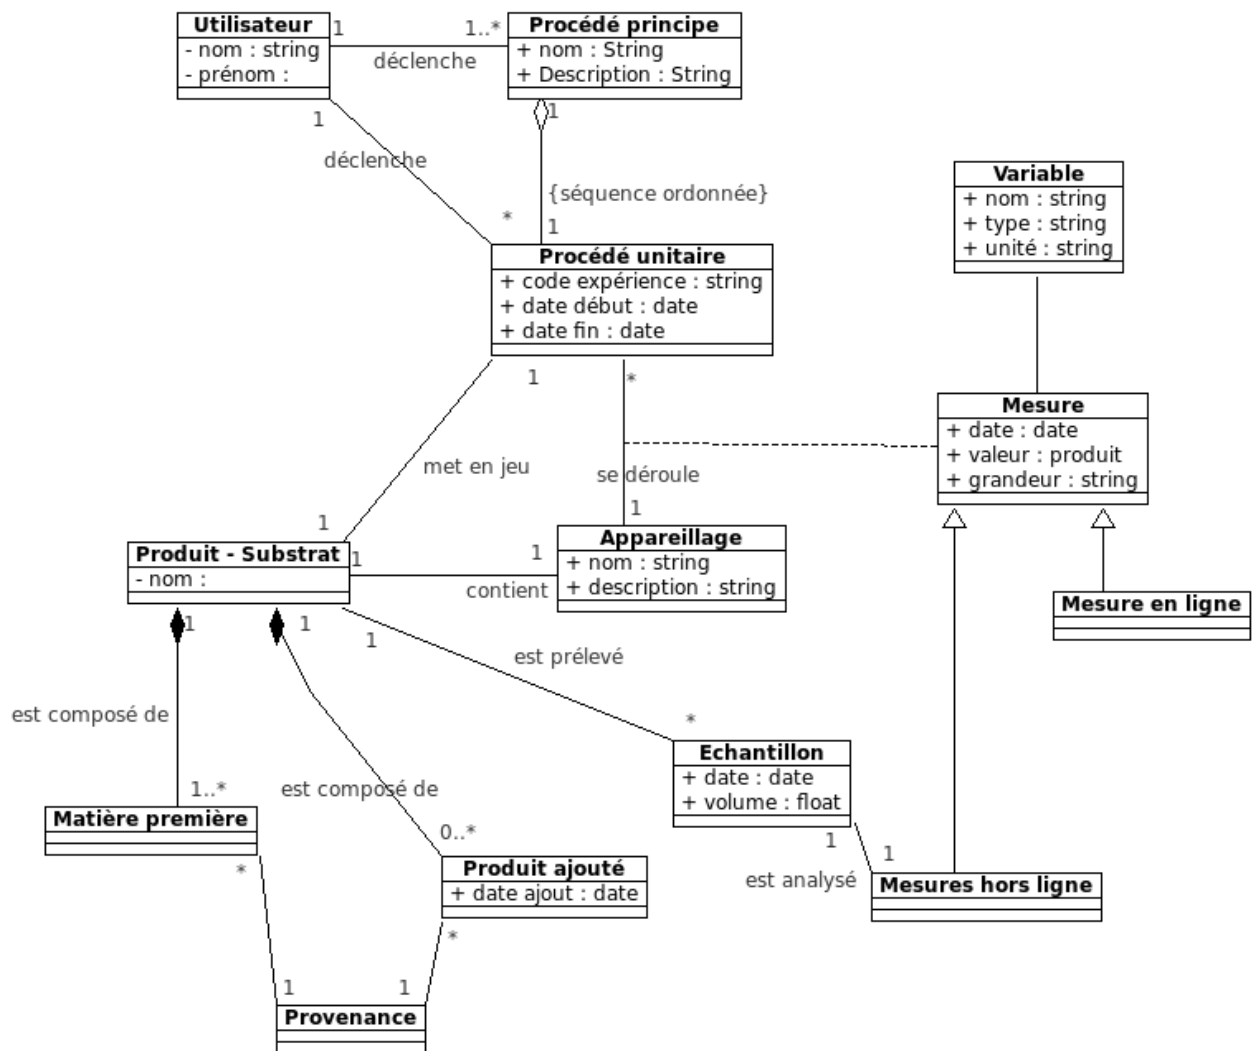 Utilisateur
- nom : string
- prénom :
1
1..*
déclenche
Procédé principe
+ nom : String
+ Description : String
1
déclenche
*
1
{séquence ordonnée}
1
Procédé unitaire
+ code expérience : string
+ date début : date
+ date fin : date
Variable
+ nom : string
+ type : string
+ unité : string
1
*
met en jeu
se déroule
1
1
Mesure
+ date : date
+ valeur : produit
+ grandeur : string
Produit - Substrat
- nom :
1
1
contient
Appareillage
+ nom : string
+ description : string
Mesure en ligne
1
1
1
est prélevé
*
est composé de
1..*
est composé de
0..*
Echantillon
+ date : date
+ volume : float
Matière première
*
Produit ajouté
+ date ajout : date
*
1
1
est analysé
Mesures hors ligne
1
1
Provenance